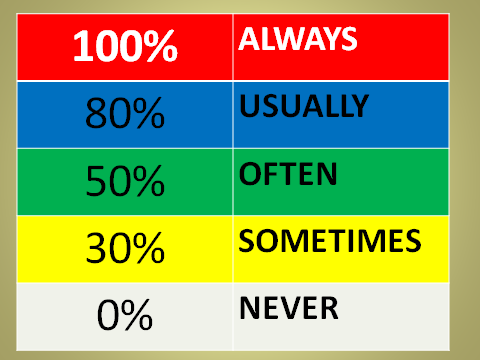 100% ALWAYS
80% USUALLY
50% OFTEN
30% SOMETIMES
0% NEVER